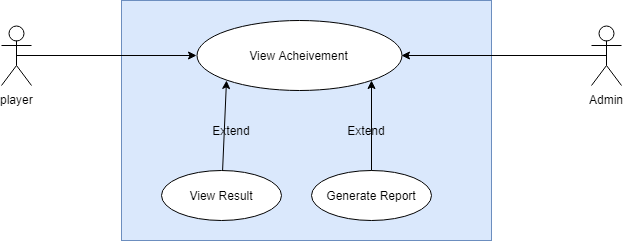 View Acheivement
player
Admin
Extend
Extend
View Result
Generate Report